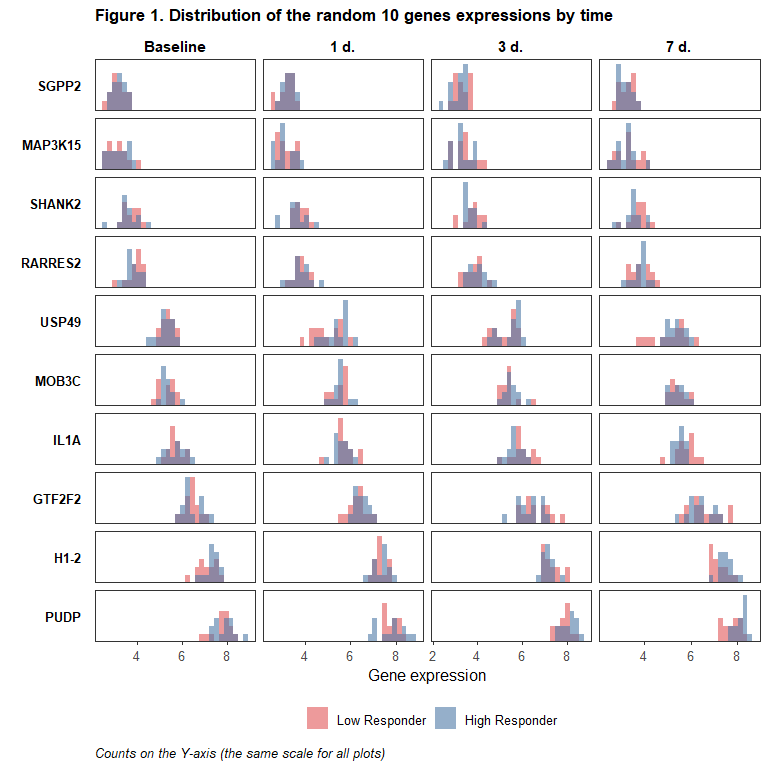 Figure 1. Distribution of the random 10 genes expressions by time
Baseline 1 d. 3 d. 7 d.
SGPP2
MAP3K15
SHANK2
RARRES2
USP49
MOB3C
IL1A
GTF2F2
H1-2
PUDP
4 6 8 4 6 8 2 4 6 8 4 6 8
Gene expression
Low Responder High Responder
Counts on the Y-axis (the same scale for all plots)